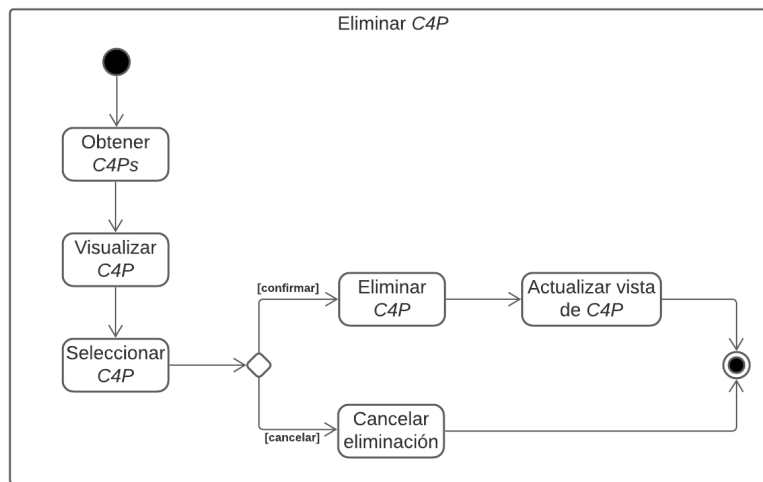 Eliminar C4P
Obtener
C4Ps
Visualizar
C4P
Seleccionar
C4P
[confirmar]
Eliminar
C4P
Actualizar vista
de C4P
[cancelar]
Cancelar
eliminación